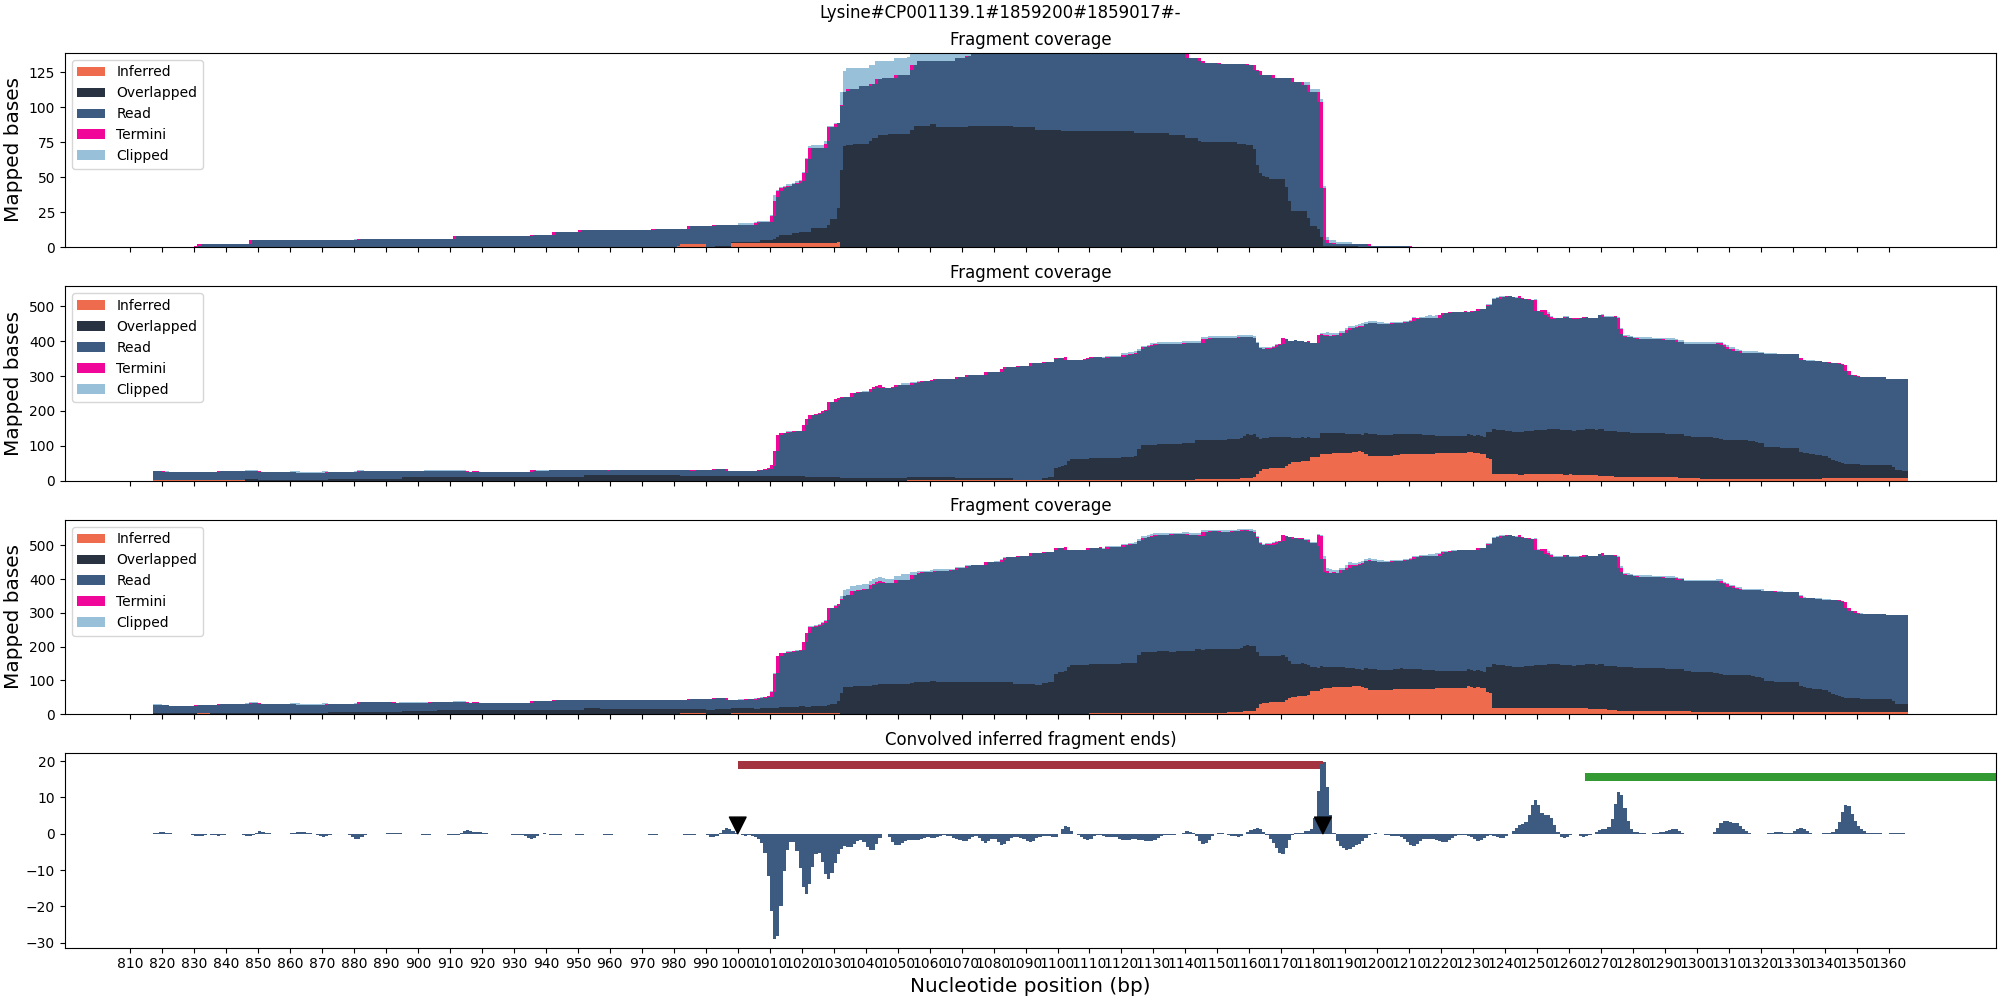 Lysine#CP001139.1#1859200#1859017#-
Fragment coverage
Mapped bases
125
100
75
50
25
0
Inferred
Overlapped
Read
Termini
Clipped
Fragment coverage
Mapped bases
500
400
300
200
100
0
Inferred
Overlapped
Read
Termini
Clipped
Fragment coverage
Mapped bases
500
400
300
200
100
0
Inferred
Overlapped
Read
Termini
Clipped
Convolved inferred fragment ends)
20
10
0
−10
−20
−30
810 820 830 840 850 860 870 880 890 900 910 920 930 940 950 960 970 980 990 1000 1010 1020 1030 1040 1050 1060 1070 1080 1090 1100 1110 1120 1130 1140 1150 1160 1170 1180 1190 1200 1210 1220 1230 1240 1250 1260 1270 1280 1290 1300 1310 1320 1330 1340 1350 1360
Nucleotide position (bp)